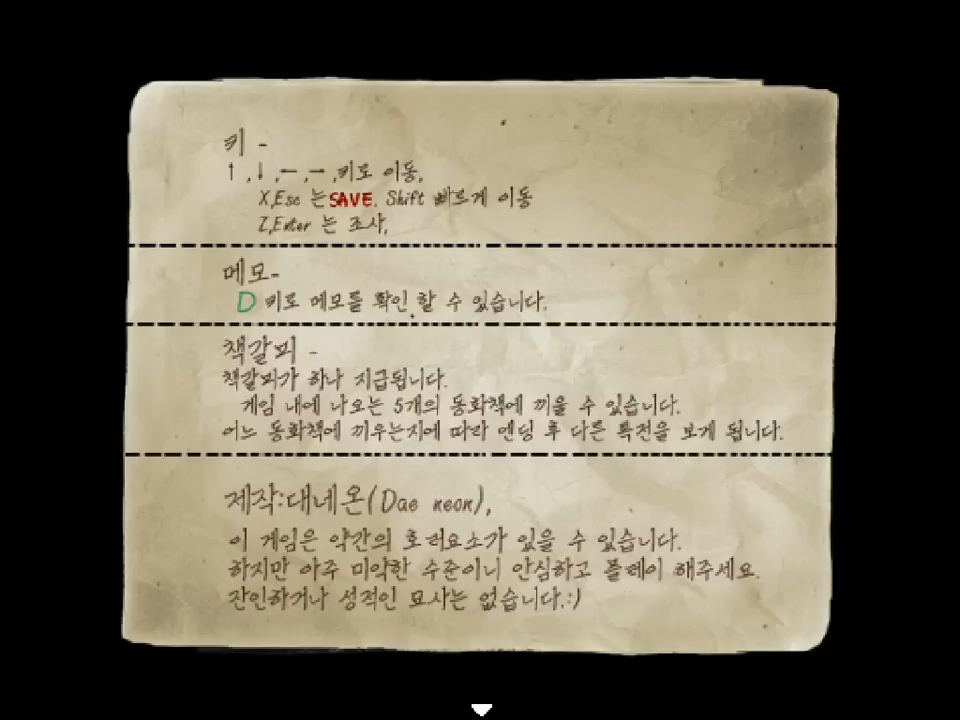 키 -
↑,↓,←,→,키로 이동,
X,Esc 는 SAVE. Shift 빠르게 이동
Z,Enter 는 조사,
메모-
D 키로 메모들 확인 할 수 있습니다.
책갈피 -
책갈피가 하나 지급됩니다.
게임 내에 나오는 5개의 동화책에 끼울 수 있습니다.
어느 동화책에 끼우는지에 따라 엔딩 후 다른 특전을 보게 됩니다.
제작:대네온(Dae neon),
이 게임은 약간의 호러요소가 있을 수 있습니다.
하지만 아주 미약한 수준이니 안심하고 플레이 해주세요.
잔인하거나 성적인 묘사는 없습니다.:)